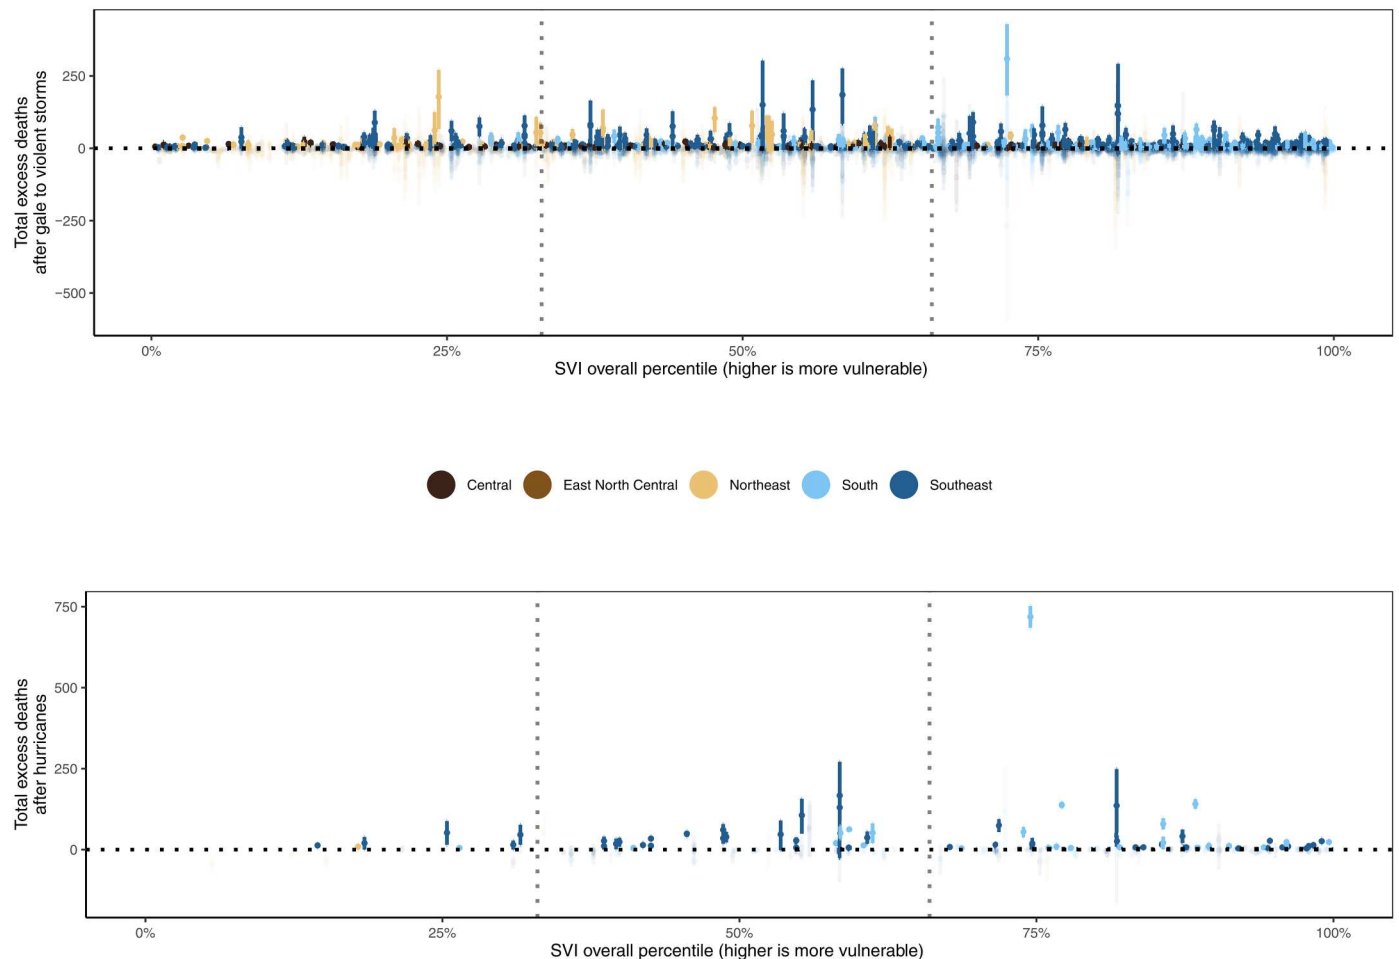 Total excess deaths
after gale to violent storms
250
0
−250
−500
0%
25%
50%
75%
100%
SVI overall percentile (higher is more vulnerable)
Central
East North Central
Northeast
South
Southeast
Total excess deaths
after hurricanes
750
500
250
0
0%
25%
50%
75%
100%
SVI overall percentile (higher is more vulnerable)